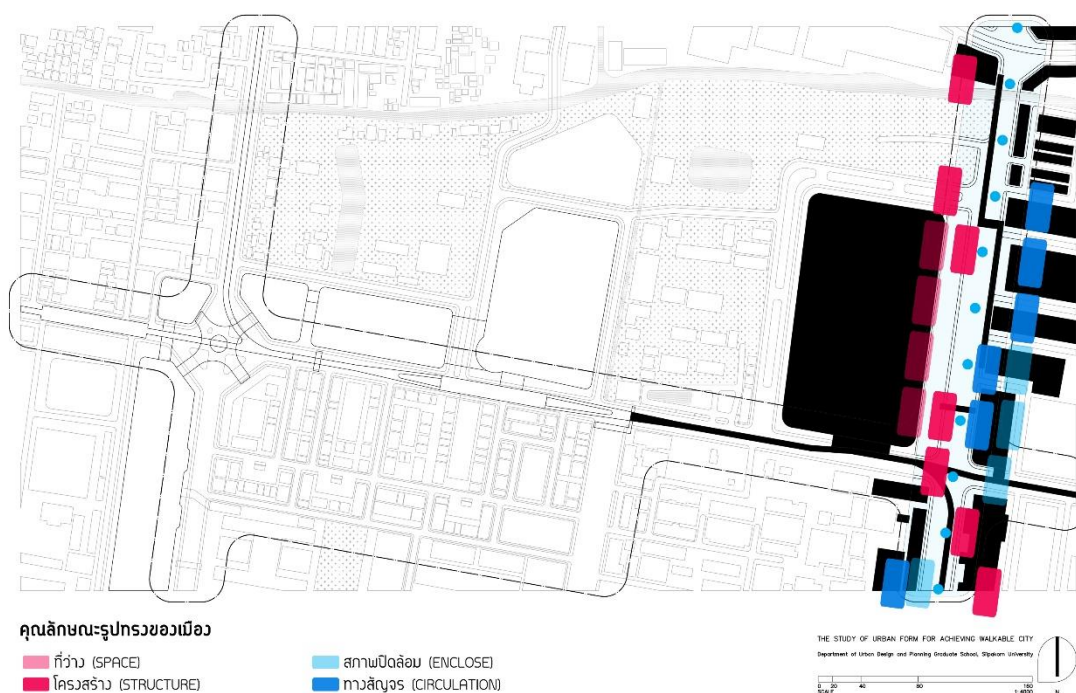 คุณลักษณะรูปทรงของเมือง
ที่ว่าง (SPACE)
โครงสร้าง (STRUCTURE)
สภาพปิดล้อม (ENCLOSE)
ทางสัญจร (CIRCULATION)
THE STUDY OF URBAN FORM FOR ACHIEVING WALKABLE CITY
Department of Urban Design and Planning Graduate School, Silpakorn University
0 20 40 80 160
SCALE 1:4000 N